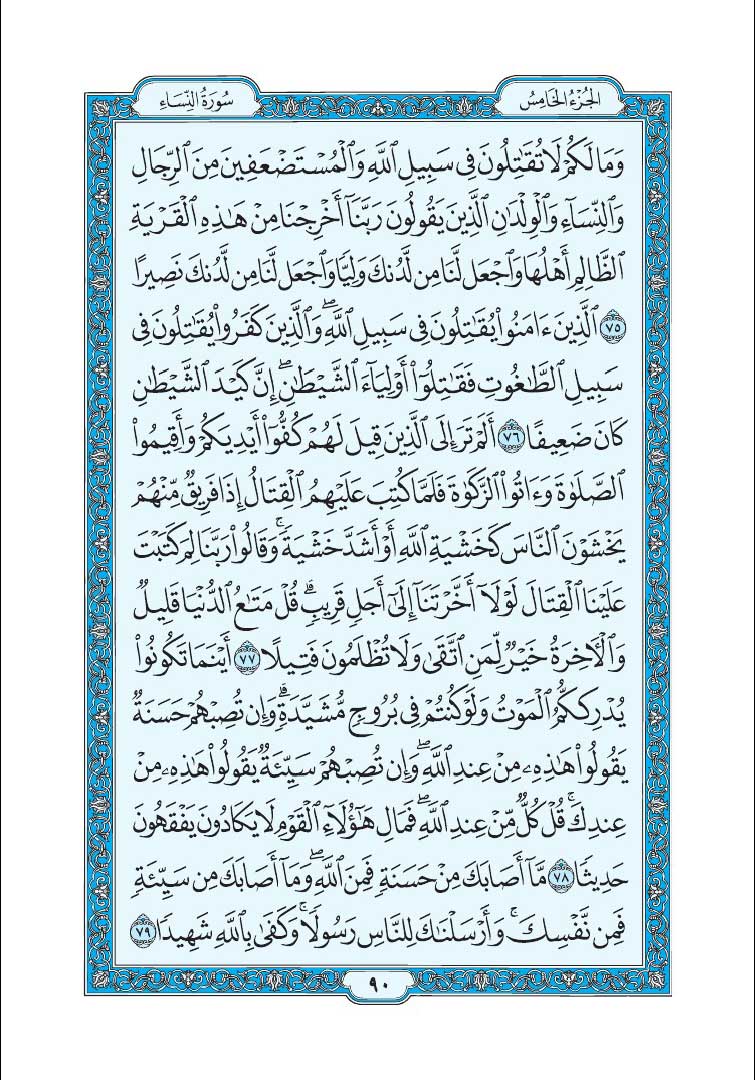 الجُزْءُ الخَامِسُ
سُورَةُ النِّسَاءِ
وَمَا لَكُمۡ لَا تُقَٰتِلُونَ فِي سَبِيلِ ٱللَّهِ وَٱلۡمُسۡتَضۡعَفِينَ مِنَ ٱلرِّجَالِ
وَٱلنِّسَآءِ وَٱلۡوِلۡدَٰنِ ٱلَّذِينَ يَقُولُونَ رَبَّنَآ أَخۡرِجۡنَا مِنۡ هَٰذِهِ ٱلۡقَرۡيَةِ
ٱلظَّالِمِ أَهۡلُهَا وَٱجۡعَل لَّنَا مِن لَّدُنكَ وَلِيّٗا وَٱجۡعَل لَّنَا مِن لَّدُنكَ نَصِيرًا
٧٥ ٱلَّذِينَ ءَامَنُواْ يُقَٰتِلُونَ فِي سَبِيلِ ٱللَّهِۖ وَٱلَّذِينَ كَفَرُواْ يُقَٰتِلُونَ فِي
سَبِيلِ ٱلطَّٰغُوتِ فَقَٰتِلُوٓاْ أَوۡلِيَآءَ ٱلشَّيۡطَٰنِۖ إِنَّ كَيۡدَ ٱلشَّيۡطَٰنِ
كَانَ ضَعِيفًا ٧٦ أَلَمۡ تَرَ إِلَى ٱلَّذِينَ قِيلَ لَهُمۡ كُفُّوٓاْ أَيۡدِيَكُمۡ وَأَقِيمُواْ
ٱلصَّلَوٰةَ وَءَاتُواْ ٱلزَّكَوٰةَ فَلَمَّا كُتِبَ عَلَيۡهِمُ ٱلۡقِتَالُ إِذَا فَرِيقٞ مِّنۡهُمۡ
يَخۡشَوۡنَ ٱلنَّاسَ كَخَشۡيَةِ ٱللَّهِ أَوۡ أَشَدَّ خَشۡيَةٗۚ وَقَالُواْ رَبَّنَا لِمَ كَتَبۡتَ
عَلَيۡنَا ٱلۡقِتَالَ لَوۡلَآ أَخَّرۡتَنَآ إِلَىٰٓ أَجَلٖ قَرِيبٖۗ قُلۡ مَتَٰعُ ٱلدُّنۡيَا قَلِيلٞ
وَٱلۡأٓخِرَةُ خَيۡرٞ لِّمَنِ ٱتَّقَىٰ وَلَا تُظۡلَمُونَ فَتِيلًا ٧٧ أَيۡنَمَا تَكُونُواْ
يُدۡرِككُّمُ ٱلۡمَوۡتُ وَلَوۡ كُنتُمۡ فِي بُرُوجٖ مُّشَيَّدَةٖۗ وَإِن تُصِبۡهُمۡ حَسَنَةٞ
يَقُولُواْ هَٰذِهِۦ مِنۡ عِندِ ٱللَّهِۖ وَإِن تُصِبۡهُمۡ سَيِّئَةٞ يَقُولُواْ هَٰذِهِۦ مِنۡ
عِندِكَۚ قُلۡ كُلّٞ مِّنۡ عِندِ ٱللَّهِۖ فَمَالِ هَٰٓؤُلَآءِ ٱلۡقَوۡمِ لَا يَكَادُونَ يَفۡقَهُونَ
حَدِيثٗا ٧٨ مَّآ أَصَابَكَ مِنۡ حَسَنَةٖ فَمِنَ ٱللَّهِۖ وَمَآ أَصَابَكَ مِن سَيِّئَةٖ
فَمِن نَّفۡسِكَۚ وَأَرۡسَلۡنَٰكَ لِلنَّاسِ رَسُولٗاۚ وَكَفَىٰ بِٱللَّهِ شَهِيدٗا ٧٩
٩٠